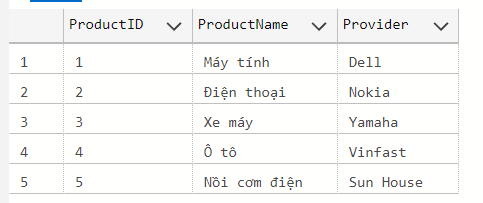 ProductID ProductName Provider
1 1 Máy tính Dell
2 2 Điện thoại Nokia
3 3 Xe máy Yamaha
4 4 Ô tô Vinfast
5 5 Nồi cơm điện Sun House